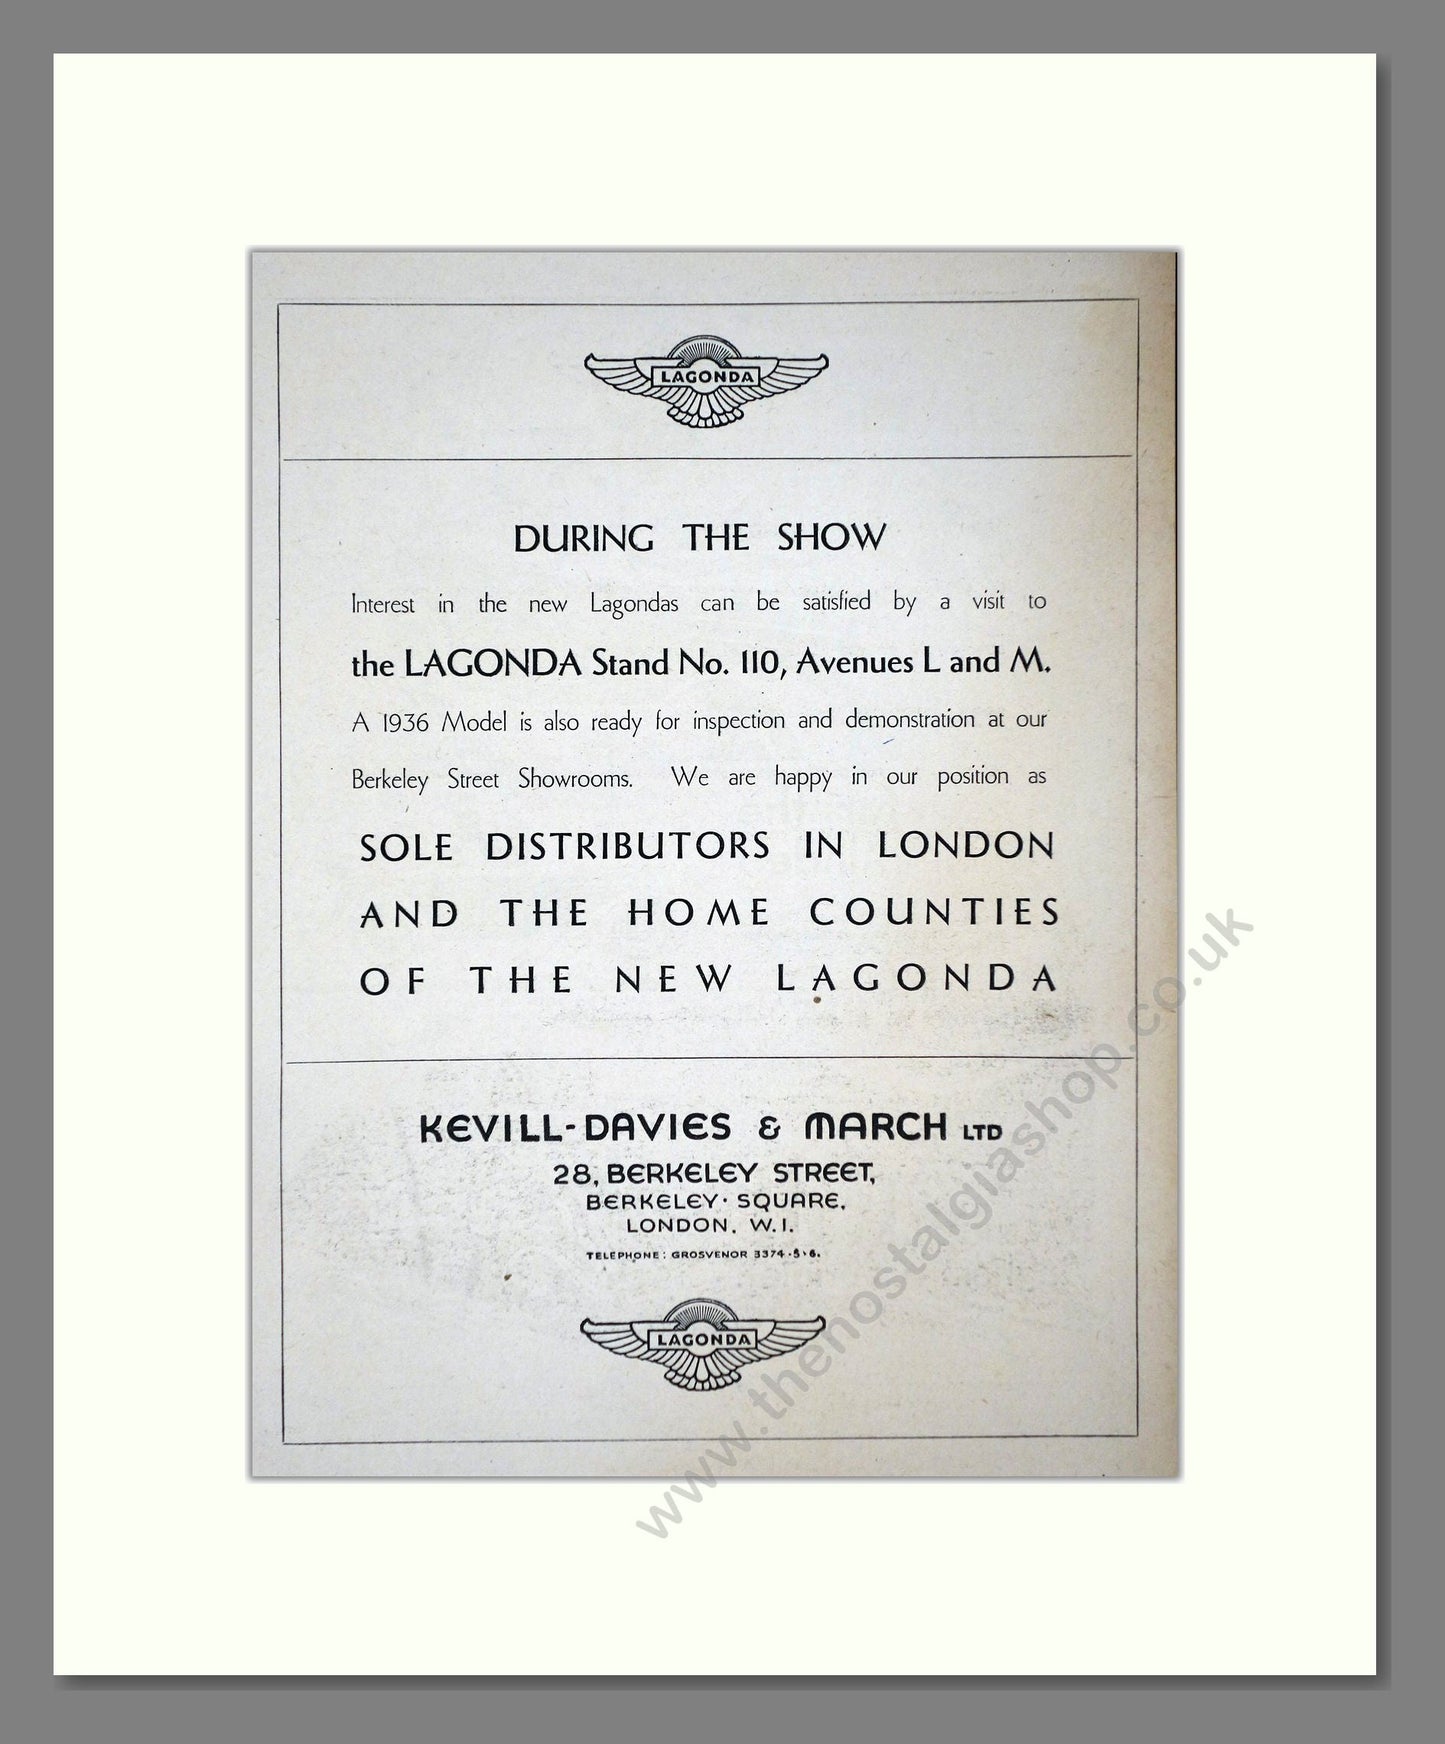 LAGONDA
DURING THE SHOW
Interest in the new Lagondas can be satisfied by a visit to
the LAGONDA Stand No. 110, Avenues L and M.
A 1936 Model is also ready for inspection and demonstration at our
Berkeley Street Showrooms. We are happy in our position as
SOLE DISTRIBUTORS IN LONDON
AND THE HOME COUNTIES
OF THE NEW LAGONDA
KEVILL-DAVIES & MARCH LTD
28, BERKELEY STREET,
BERKELEY · SQUARE,
LONDON, W.1.
TELEPHONE: GROSVENOR 3374·5·6.
LAGONDA
www.thenostalgiashop.co.uk